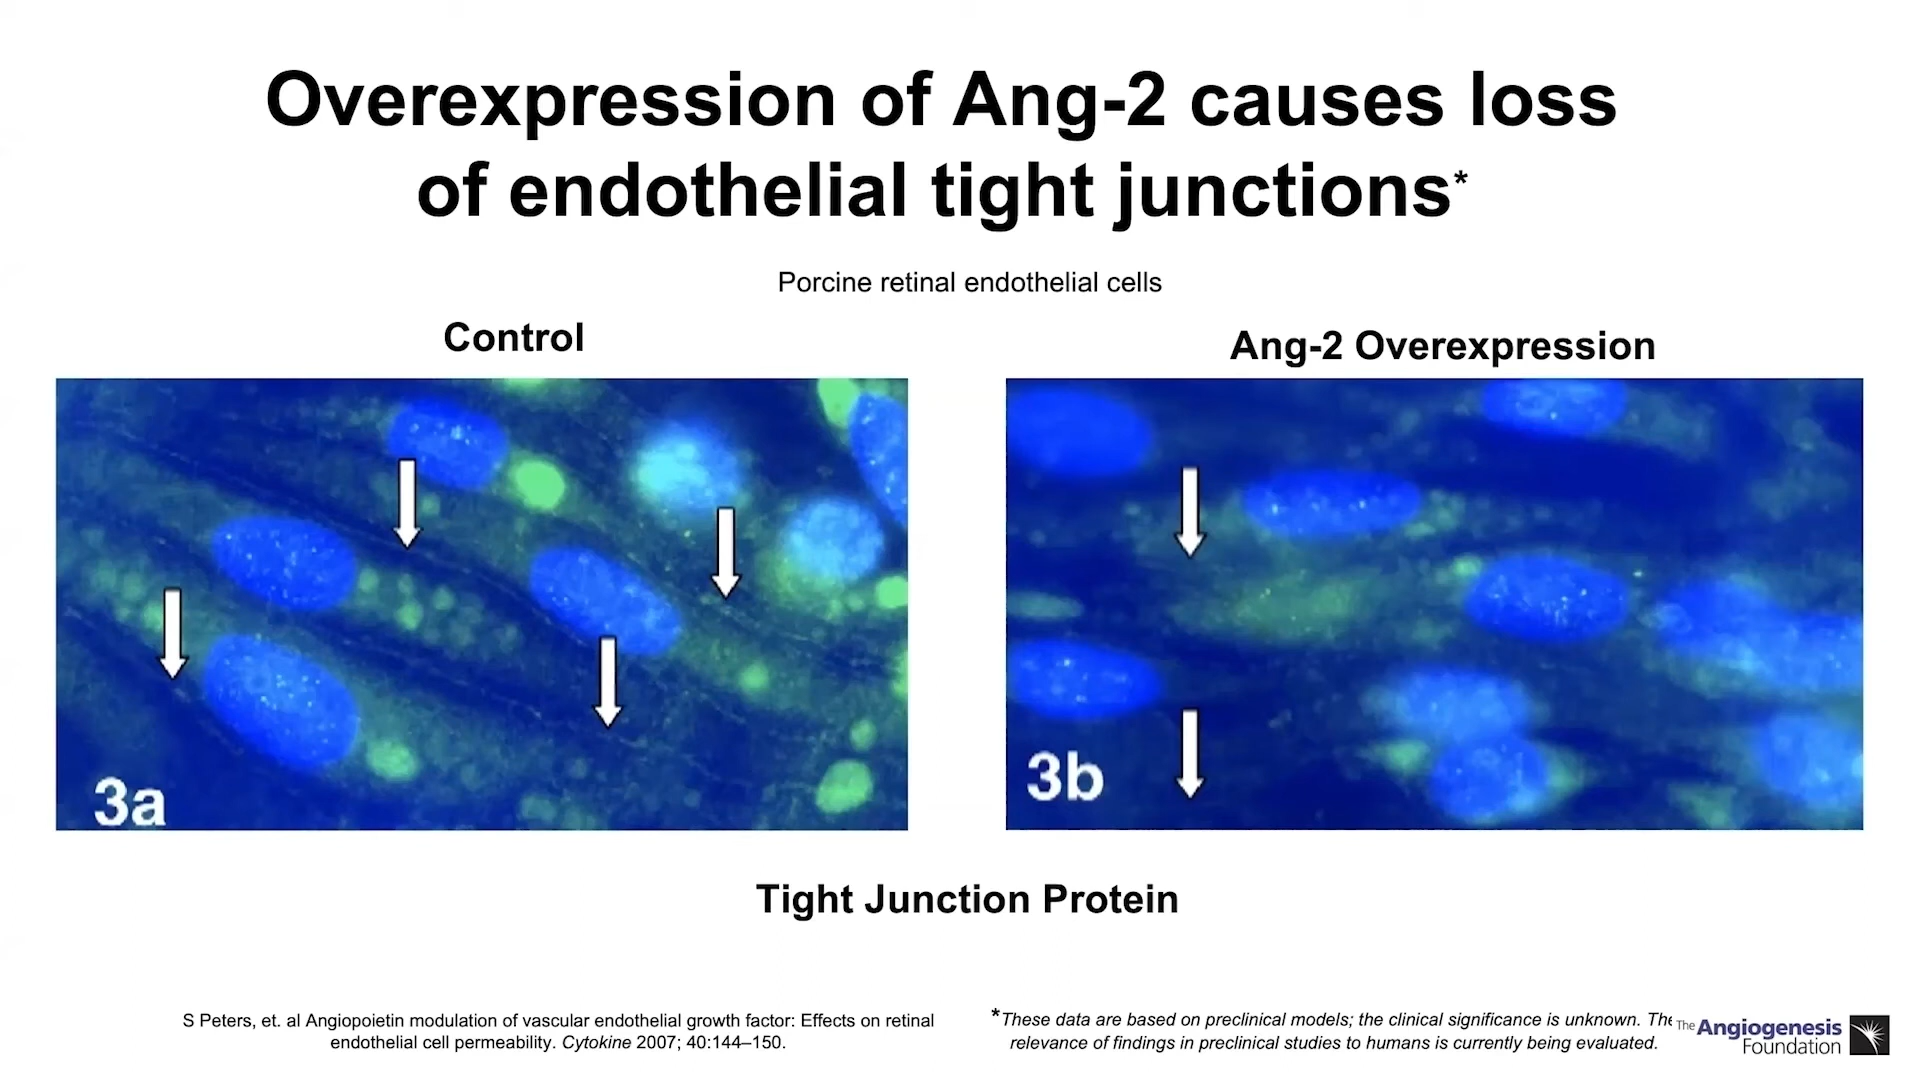 Overexpression of Ang-2 causes loss
of endothelial tight junctions*
Porcine retinal endothelial cells
Control
Ang-2 Overexpression
3a
3b
Tight Junction Protein
S Peters, et. al Angiopoietin modulation of vascular endothelial growth factor: Effects on retinal
endothelial cell permeability. Cytokine 2007; 40:144–150.
*These data are based on preclinical models; the clinical significance is unknown. The
relevance of findings in preclinical studies to humans is currently being evaluated.
The Angiogenesis
Foundation